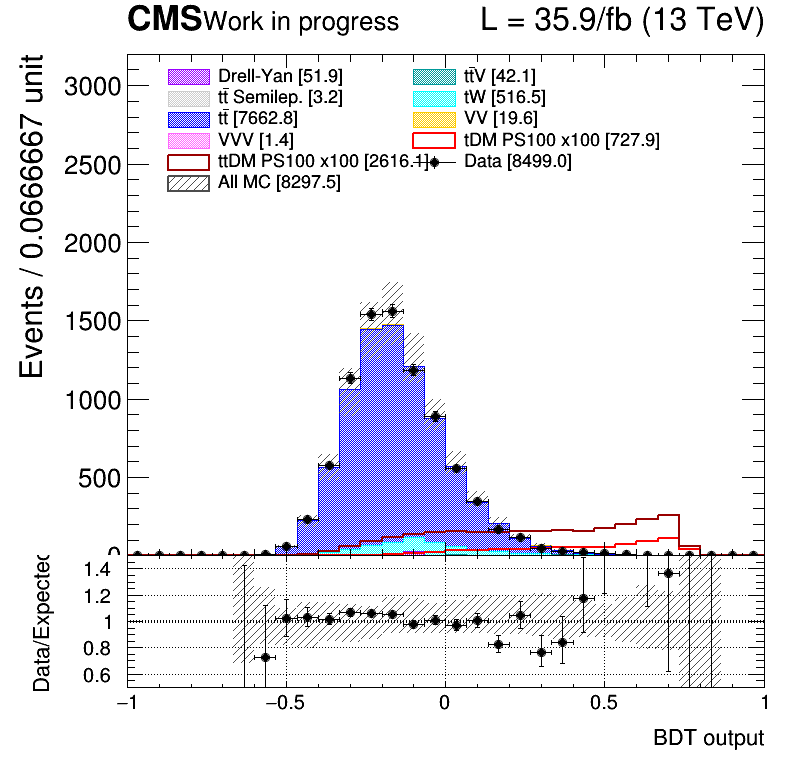 CMS Work in progress L = 35.9/fb (13 TeV)
Events / 0.0666667 unit
3000
2500
2000
1500
1000
500
0
Drell-Yan [51.9]
tt̄V [42.1]
tt̄ Semilep. [3.2]
tW [516.5]
tt̄ [7662.8]
VV [19.6]
VVV [1.4]
tDM PS100 x100 [727.9]
ttDM PS100 x100 [2616.1]
Data [8499.0]
All MC [8297.5]
Data/Expected
1.4
1.2
1
0.8
0.6
−1 −0.5 0 0.5 1
BDT output